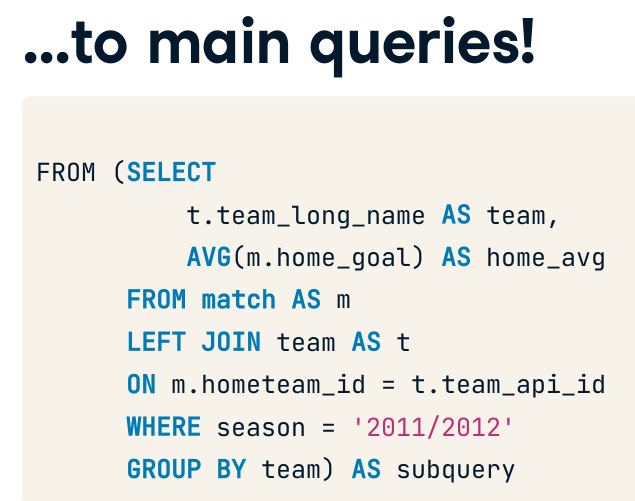 ...to main queries!
FROM (SELECT
t.team_long_name AS team,
AVG(m.home_goal) AS home_avg
FROM match AS m
LEFT JOIN team AS t
ON m.hometeam_id = t.team_api_id
WHERE season = '2011/2012'
GROUP BY team) AS subquery